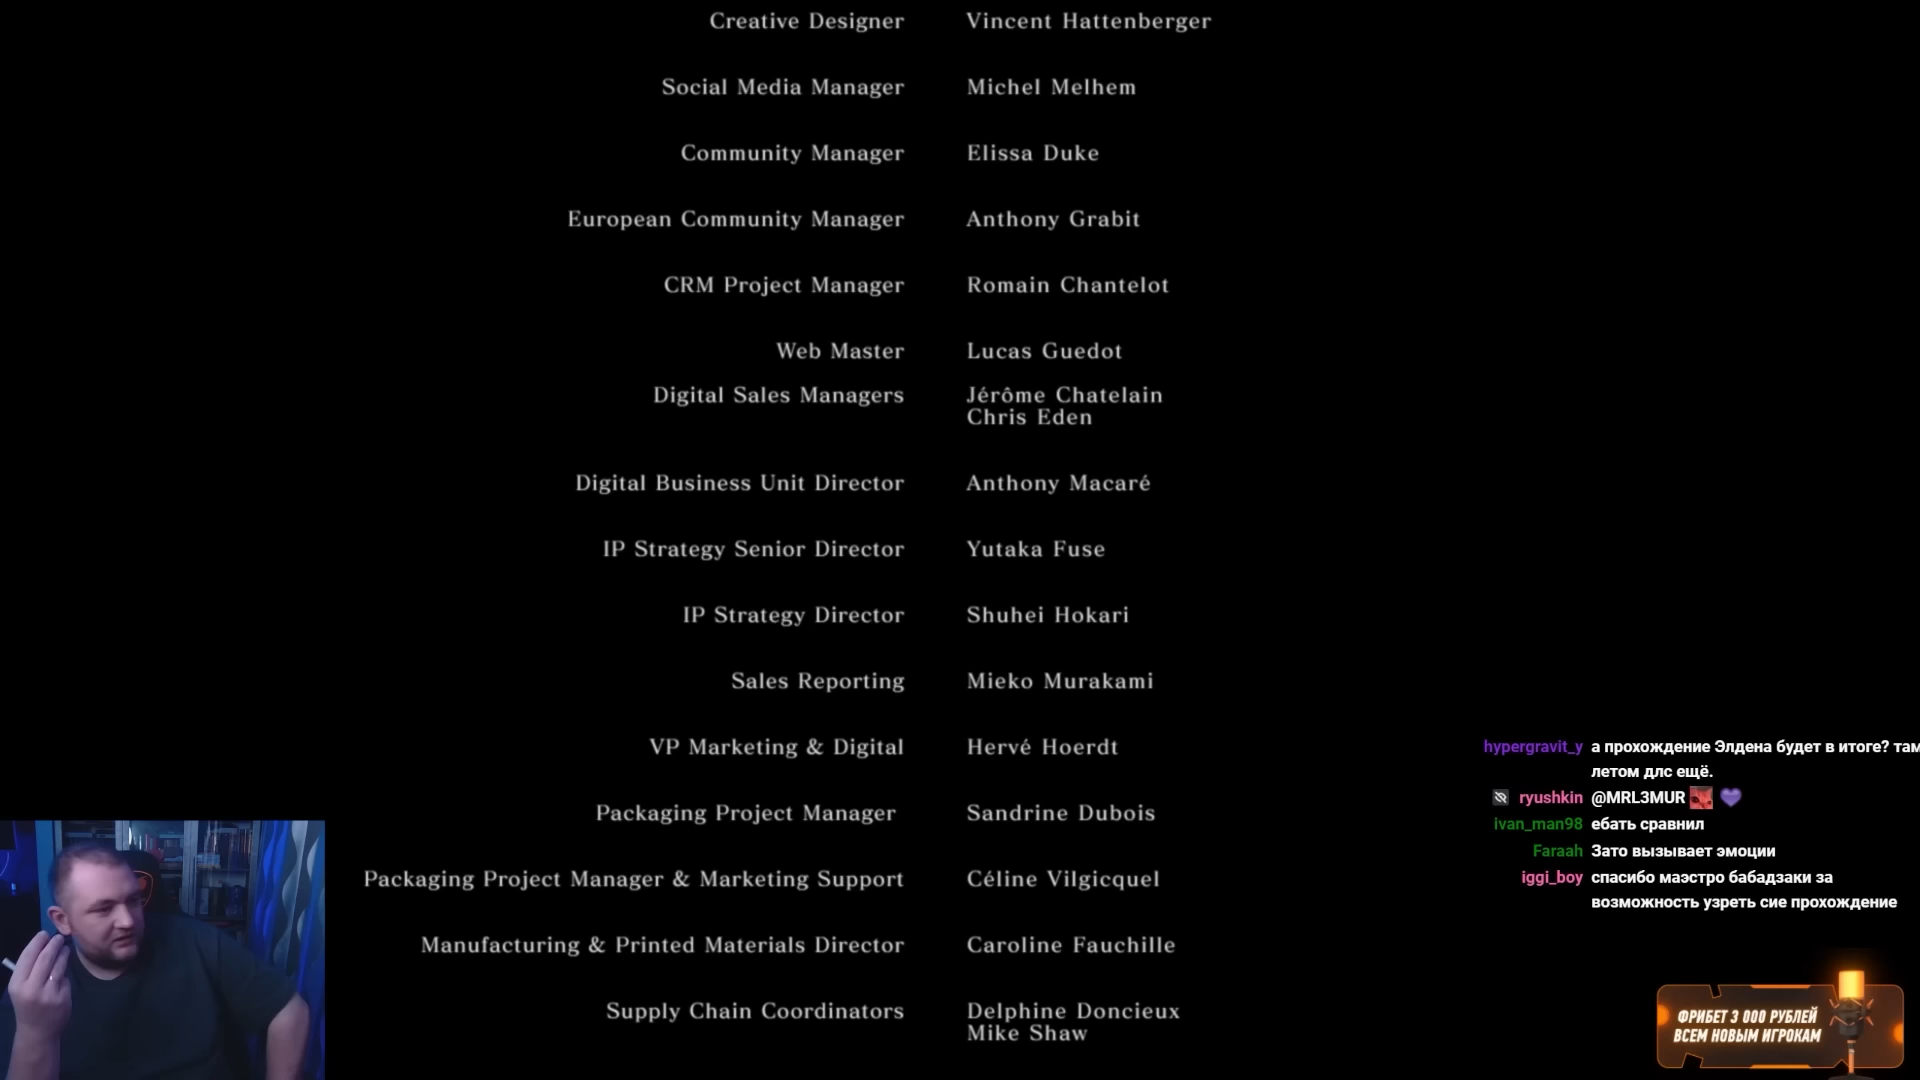 Creative Designer Vincent Hattenberger
Social Media Manager Michel Melhem
Community Manager Elissa Duke
European Community Manager Anthony Grabit
CRM Project Manager Romain Chantelot
Web Master Lucas Guedot
Digital Sales Managers Jérôme Chatelain
Chris Eden
Digital Business Unit Director Anthony Macaré
IP Strategy Senior Director Yutaka Fuse
IP Strategy Director Shuhei Hokari
Sales Reporting Mieko Murakami
VP Marketing & Digital Hervé Hoerdt
Packaging Project Manager Sandrine Dubois
Packaging Project Manager & Marketing Support Céline Vilgicquel
Manufacturing & Printed Materials Director Caroline Fauchille
Supply Chain Coordinators Delphine Doncieux
Mike Shaw
hypergravit_y а прохождение Элдена будет в итоге? там
летом длс ещё.
ryushkin @MRL3MUR
ivan_man98 ебать сравнил
Faraah Зато вызывает эмоции
iggi_boy спасибо маэстро бабадзаки за
возможность узреть сие прохождение
ФРИБЕТ 3 000 РУБЛЕЙ
ВСЕМ НОВЫМ ИГРОКАМ